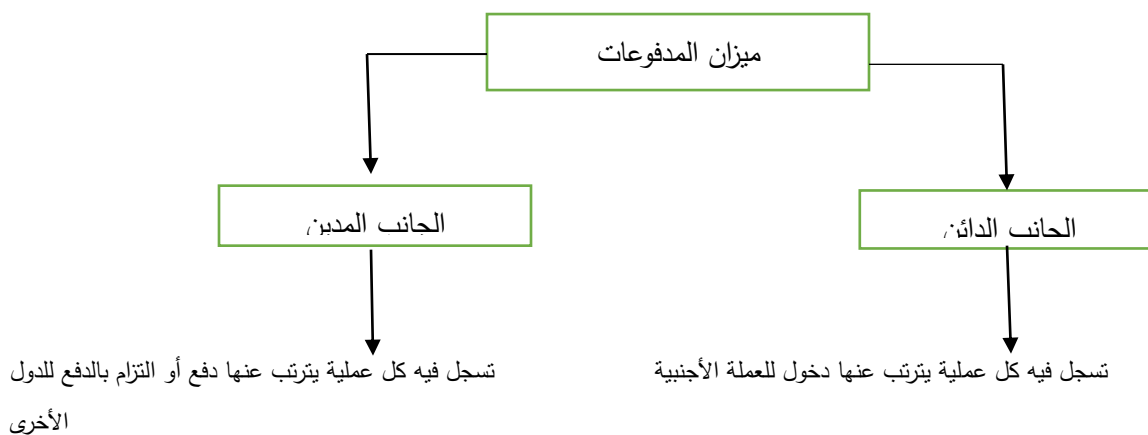 ميزان المدفوعات
الجانب الدائن
الجانب المدين
تسجل فيه كل عملية يترتب عنها دخول للعملة الأجنبية
تسجل فيه كل عملية يترتب عنها دفع أو التزام بالدفع للدول
الأخرى